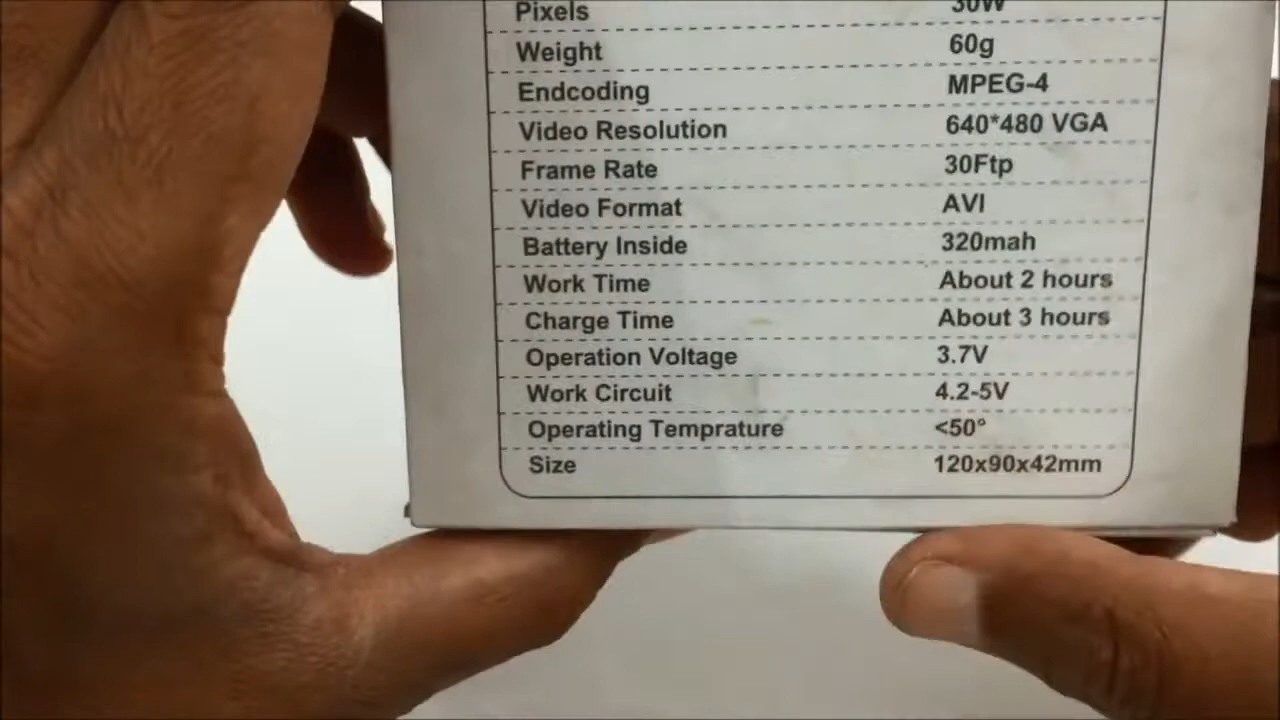 Pixels 30W
Weight 60g
Endcoding MPEG-4
Video Resolution 640*480 VGA
Frame Rate 30Ftp
Video Format AVI
Battery Inside 320mah
Work Time About 2 hours
Charge Time About 3 hours
Operation Voltage 3.7V
Work Circuit 4.2-5V
Operating Temprature <50°
Size 120x90x42mm